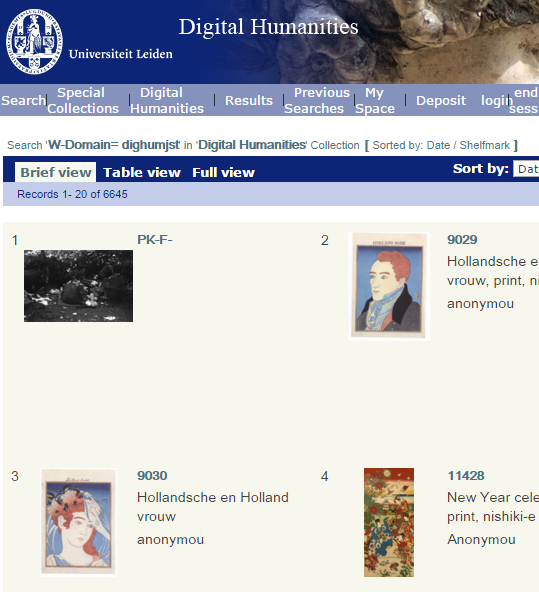 Digital Humanities
Universiteit Leiden
Search | Special Collections | Digital Humanities | Results | Previous Searches | My Space | Deposit | login | end sess
Search 'W-Domain= dighumjst' in 'Digital Humanities' Collection [ Sorted by: Date / Shelfmark ]
Brief view Table view Full view Sort by: Dat
Records 1- 20 of 6645
1 PK-F-
2 9029
Hollandsche e
vrouw, print, ni
anonymou
3 9030
Hollandsche en Holland
vrouw
anonymou
4 11428
New Year cele
print, nishiki-e
Anonymou